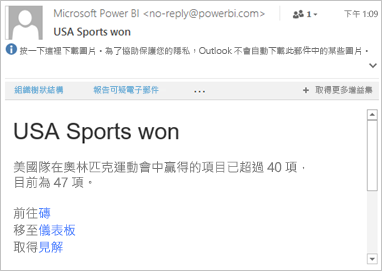 Microsoft Power BI <no-reply@powerbi.com>
1
下午 1:09
USA Sports won
按一下這裡下載圖片。為了協助保護您的隱私，Outlook 不會自動下載此郵件中的某些圖片。
組織樹狀結構
報告可疑電子郵件
...
+ 取得更多增益集
USA Sports won
美國隊在奧林匹克運動會中贏得的項目已超過 40 項，
目前為 47 項。
前往磚
移至儀表板
取得見解